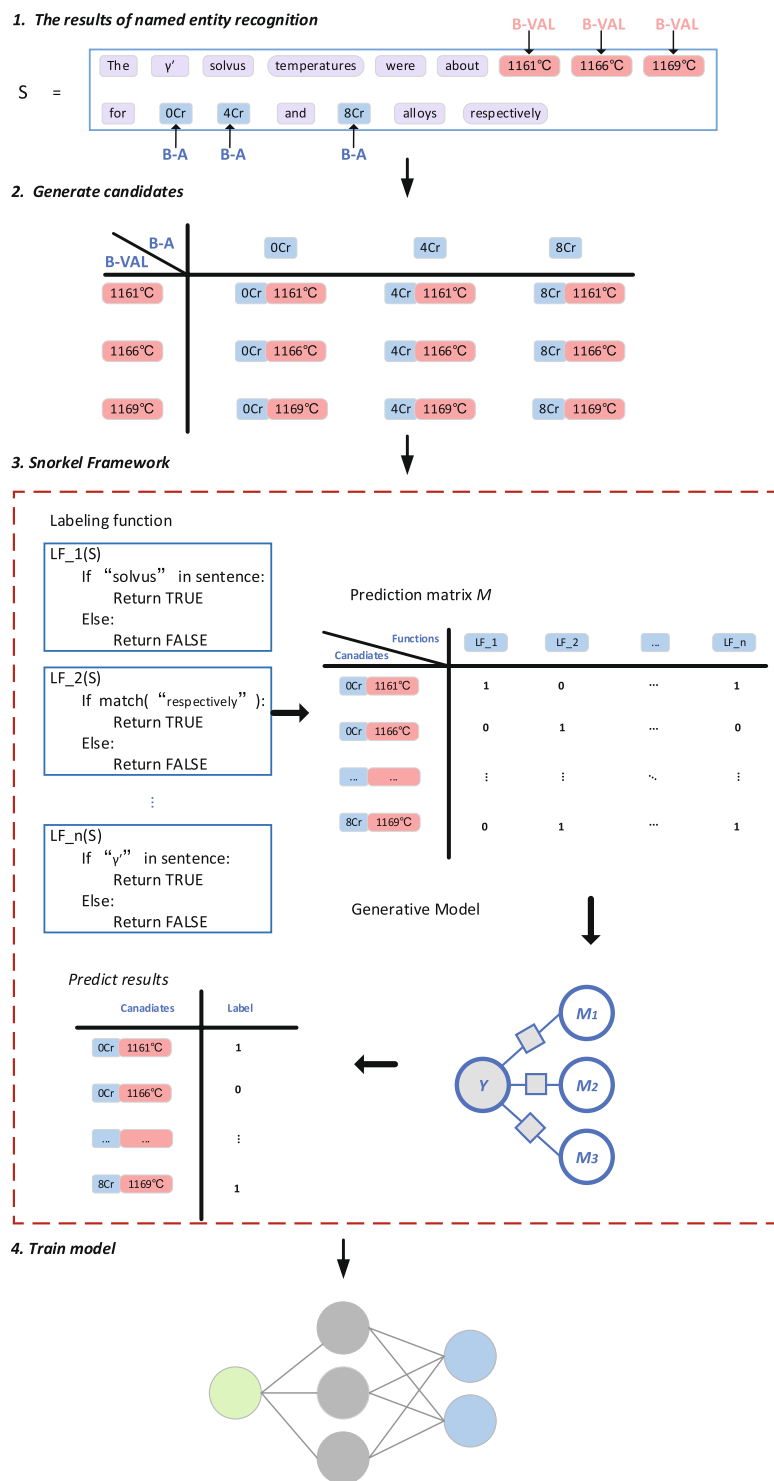 1. The results of named entity recognition
B-VAL B-VAL B-VAL
S = The γ' solvus temperatures were about 1161℃ 1166℃ 1169℃
for 0Cr 4Cr and 8Cr alloys respectively
B-A B-A B-A
2. Generate candidates
B-A
B-VAL
0Cr 4Cr 8Cr
1161℃ 0Cr 1161℃ 4Cr 1161℃ 8Cr 1161℃
1166℃ 0Cr 1166℃ 4Cr 1166℃ 8Cr 1166℃
1169℃ 0Cr 1169℃ 4Cr 1169℃ 8Cr 1169℃
3. Snorkel Framework
Labeling function
LF_1(S)
If “solvus” in sentence:
Return TRUE
Else:
Return FALSE
LF_2(S)
If match( “respectively” ):
Return TRUE
Else:
Return FALSE
⋮
LF_n(S)
If “γ'” in sentence:
Return TRUE
Else:
Return FALSE
Prediction matrix M
Functions
Canadiates
LF_1 LF_2 ... LF_n
0Cr 1161℃ 1 0 ⋯ 1
0Cr 1166℃ 0 1 ⋯ 0
... ... ⋮ ⋮ ⋱ ⋮
8Cr 1169℃ 0 1 ⋯ 1
Generative Model
Y
M1
M2
M3
Predict results
Canadiates Label
0Cr 1161℃ 1
0Cr 1166℃ 0
... ... ⋮
8Cr 1169℃ 1
4. Train model